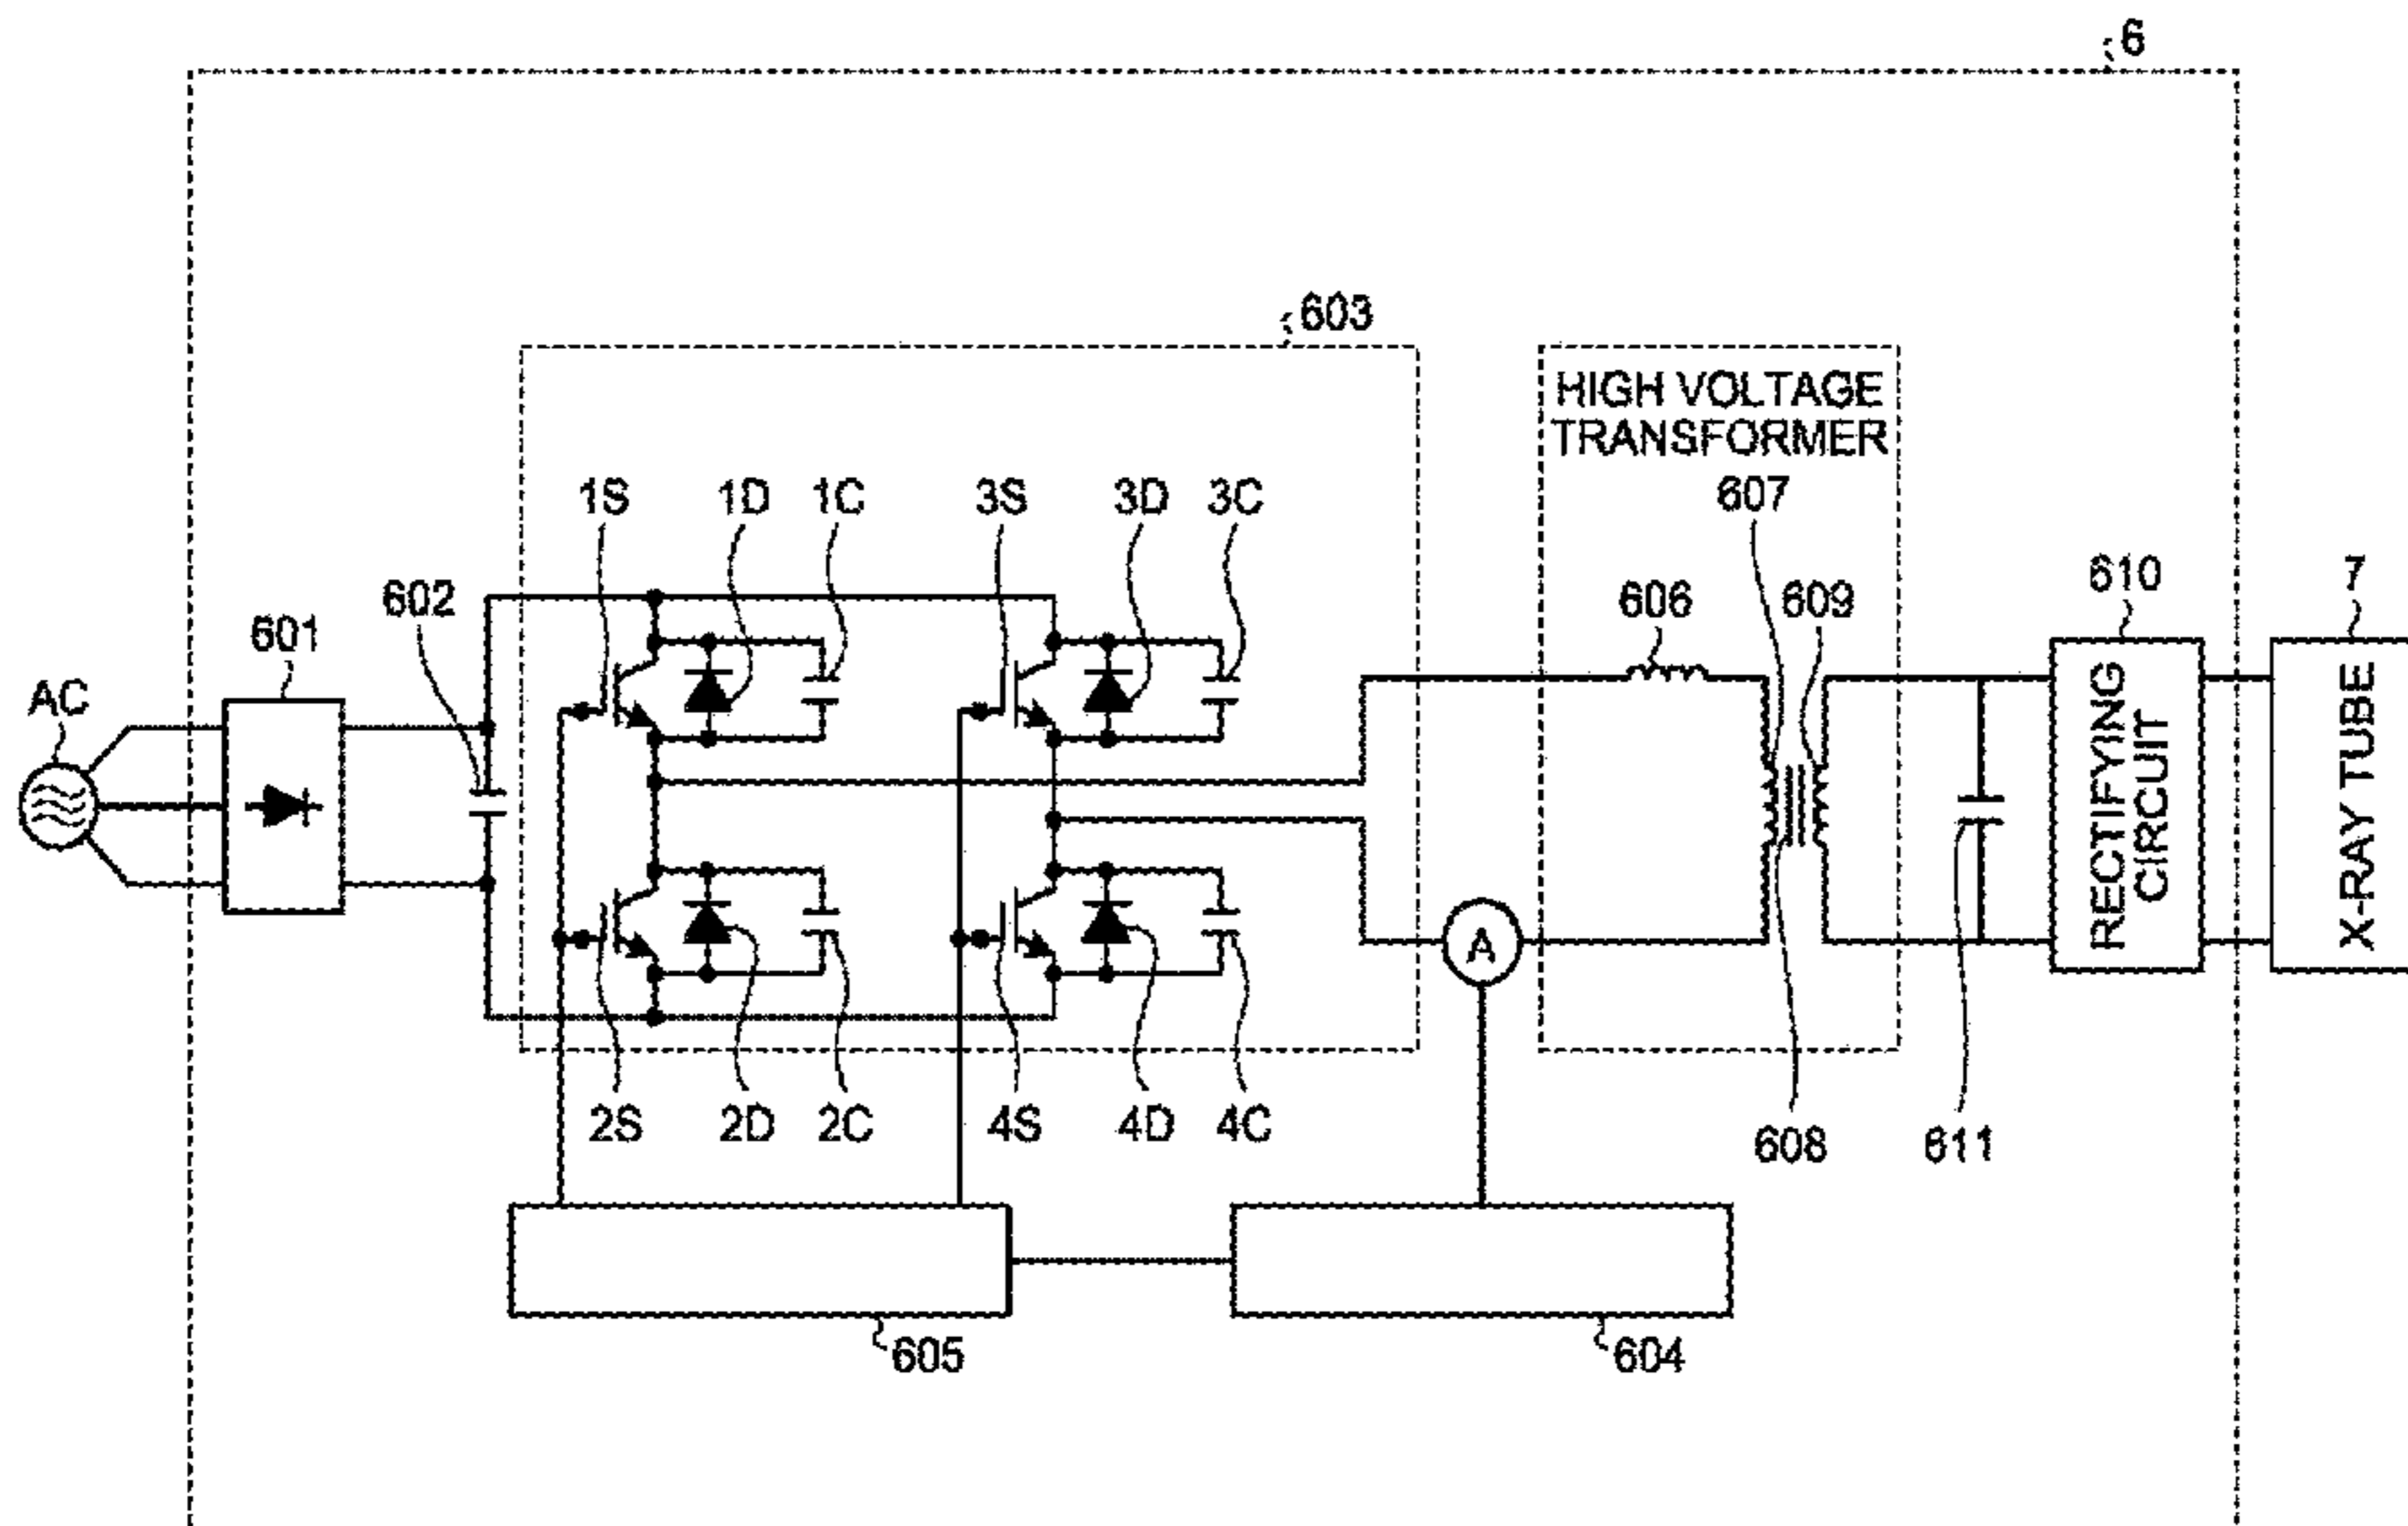 6
603
HIGH VOLTAGE
TRANSFORMER
607
1S 1D 1C 3S 3D 3C
602
601
606
609
610
7
AC
RECTIFYING
CIRCUIT
X-RAY TUBE
A
2S 2D 2C 4S 4D 4C
608
611
605
604